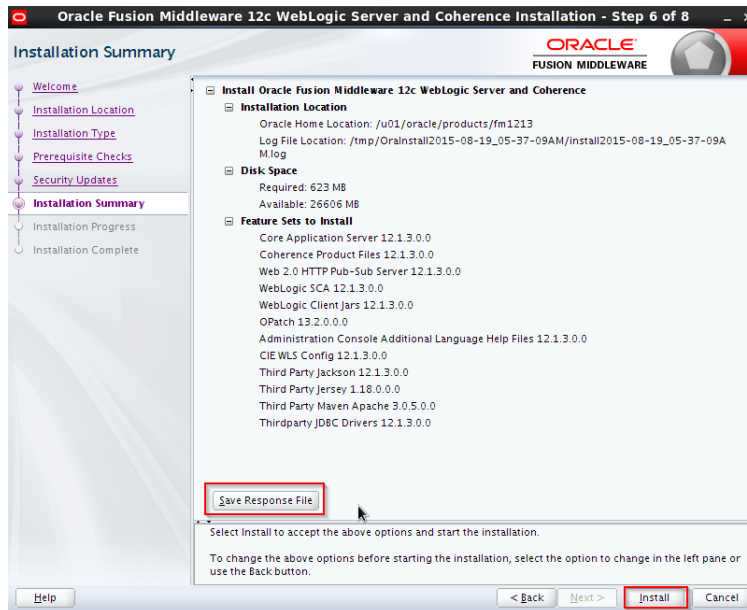 Oracle Fusion Middleware 12c WebLogic Server and Coherence Installation - Step 6 of 8
Installation Summary
ORACLE
FUSION MIDDLEWARE
Welcome
Installation Location
Installation Type
Prerequisite Checks
Security Updates
Installation Summary
Installation Progress
Installation Complete
Install Oracle Fusion Middleware 12c WebLogic Server and Coherence
Installation Location
Oracle Home Location: /u01/oracle/products/fm1213
Log File Location: /tmp/OraInstall2015-08-19_05-37-09AM/install2015-08-19_05-37-09A
M.log
Disk Space
Required: 623 MB
Available: 26606 MB
Feature Sets to Install
Core Application Server 12.1.3.0.0
Coherence Product Files 12.1.3.0.0
Web 2.0 HTTP Pub-Sub Server 12.1.3.0.0
WebLogic SCA 12.1.3.0.0
WebLogic Client Jars 12.1.3.0.0
OPatch 13.2.0.0.0
Administration Console Additional Language Help Files 12.1.3.0.0
CIE WLS Config 12.1.3.0.0
Third Party Jackson 12.1.3.0.0
Third Party Jersey 1.18.0.0.0
Third Party Maven Apache 3.0.5.0.0
Thirdparty JDBC Drivers 12.1.3.0.0
Save Response File
Select Install to accept the above options and start the installation.
To change the above options before starting the installation, select the option to change in the left pane or
use the Back button.
Help
< Back
Next >
Install
Cancel